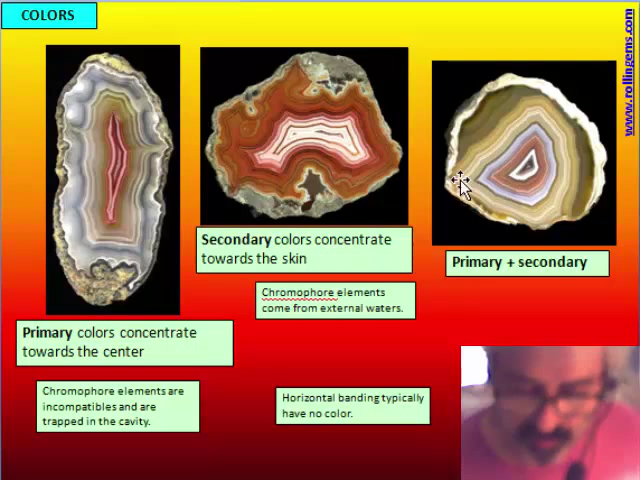 COLORS
www.rollingems.com
Secondary colors concentrate
towards the skin
Primary + secondary
Chromophore elements
come from external waters.
Primary colors concentrate
towards the center
Chromophore elements are
incompatibles and are
trapped in the cavity.
Horizontal banding typically
have no color.